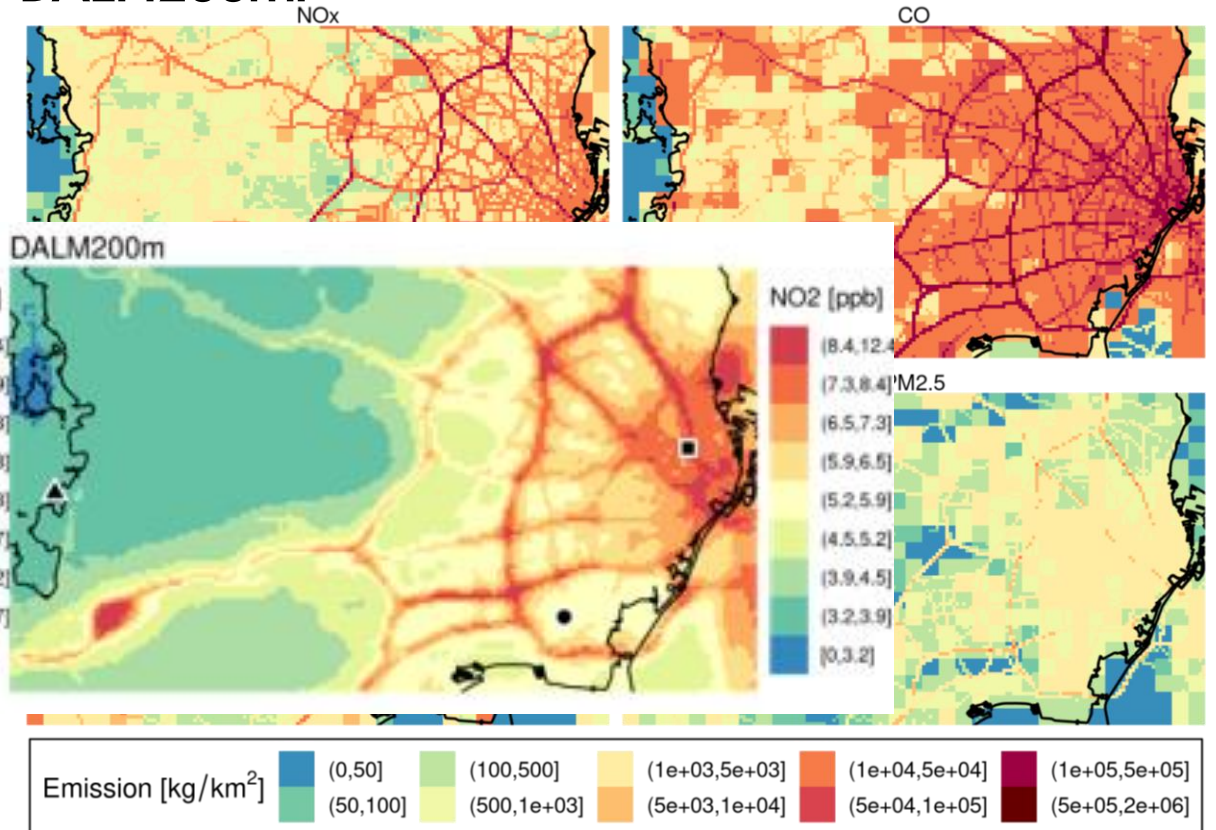 NOx
CO
DALM200m
NO2 [ppb]
(8.4,12.4
(7.3,8.4]
(6.5,7.3]
(5.9,6.5]
(5.2,5.9]
(4.5,5.2]
(3.9,4.5]
(3.2,3.9]
[0,3.2]
PM2.5
Emission [kg/km²]
(0,50]
(100,500]
(1e+03,5e+03]
(1e+04,5e+04]
(1e+05,5e+05]
(50,100]
(500,1e+03]
(5e+03,1e+04]
(5e+04,1e+05]
(5e+05,2e+06]